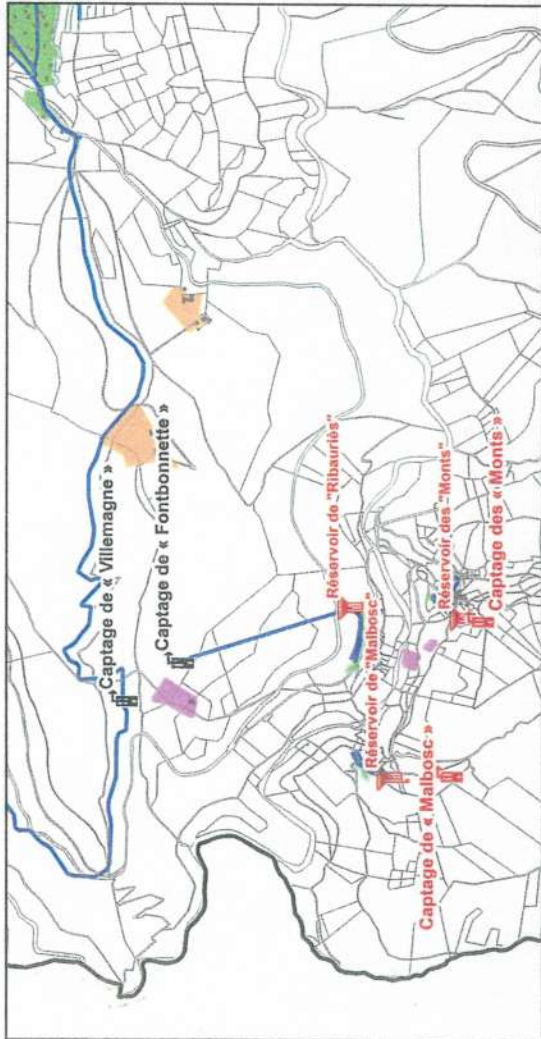 Captage de « Villemagne »
Captage de « Fontbonnette »
Réservoir de "Ribauriès"
Réservoir de "Malbosc"
Réservoir des "Monts"
Captage des « Monts »
Captage de « Malbosc »